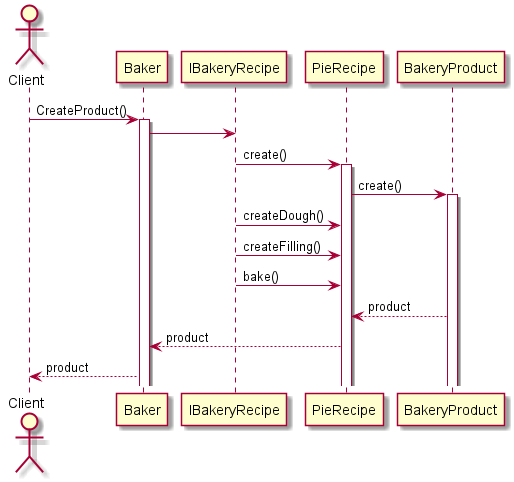 Client
Baker
IBakeryRecipe
PieRecipe
BakeryProduct
CreateProduct()
create()
create()
createDough()
createFilling()
bake()
product
product
product
Client
Baker
IBakeryRecipe
PieRecipe
BakeryProduct